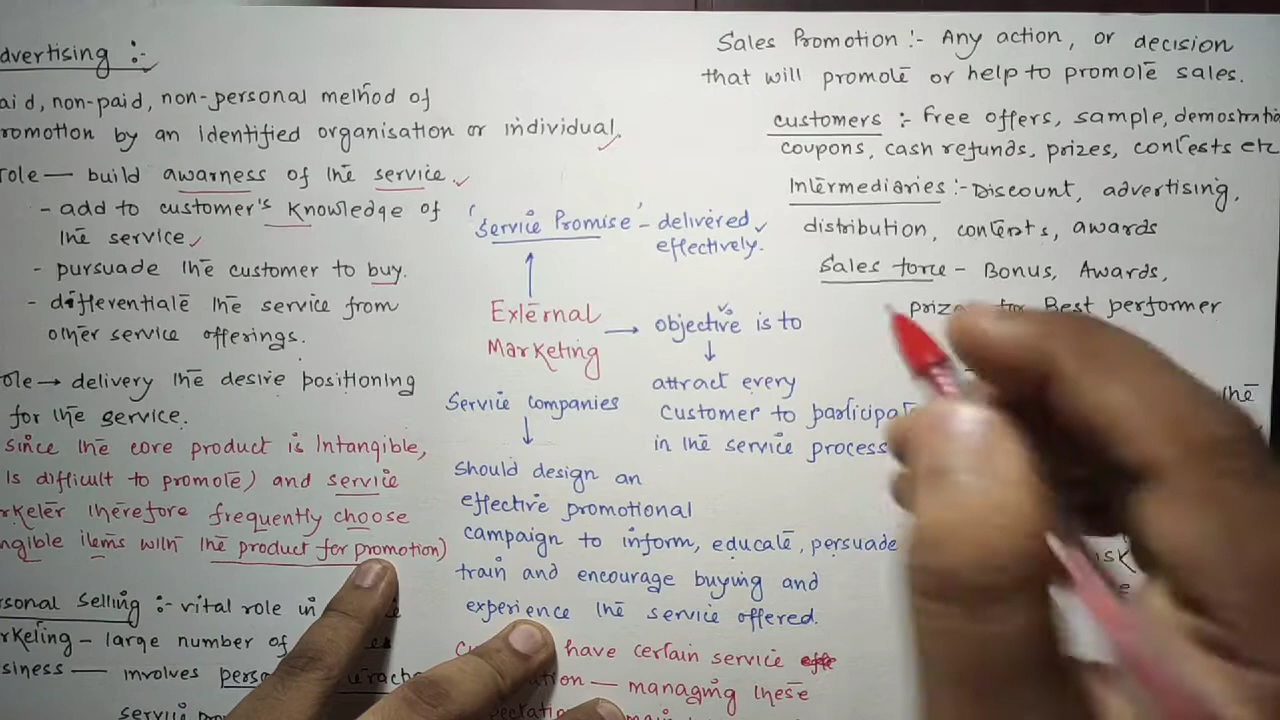 dvertising :-
aid, non-paid, non-personal method of
romotion by an identified organisation or individual,
role — build awarness of the service
- add to customer's knowledge of
the service
- pursuade the customer to buy.
- differentiate the service from
other service offerings.
ole → delivery the desire positioning
for the service.
since the core product is Intangible,
Is difficult to promote) and service
rketer therefore frequently choose
ngible items with the product for promotion)
rsonal Selling :- vital role in
rketing - large number of
siness — involves
'Service Promise' - delivered
effectively.
External
Marketing
→ objective is to
attract every
customer to participat
in the service process
Service companies
should design an
effective promotional
campaign to inform, educate, persuade
train and encourage buying and
experience the service offered.
have certain service
— managing these
Sales Promotion :- Any action, or decision
that will promote or help to promote sales.
customers :- Free offers, sample, demostratio
coupons, cash refunds, prizes, contests etc
Intermediaries :- Discount, advertising,
distribution, contests, awards
Sales force - Bonus, Awards,
Best performer
the